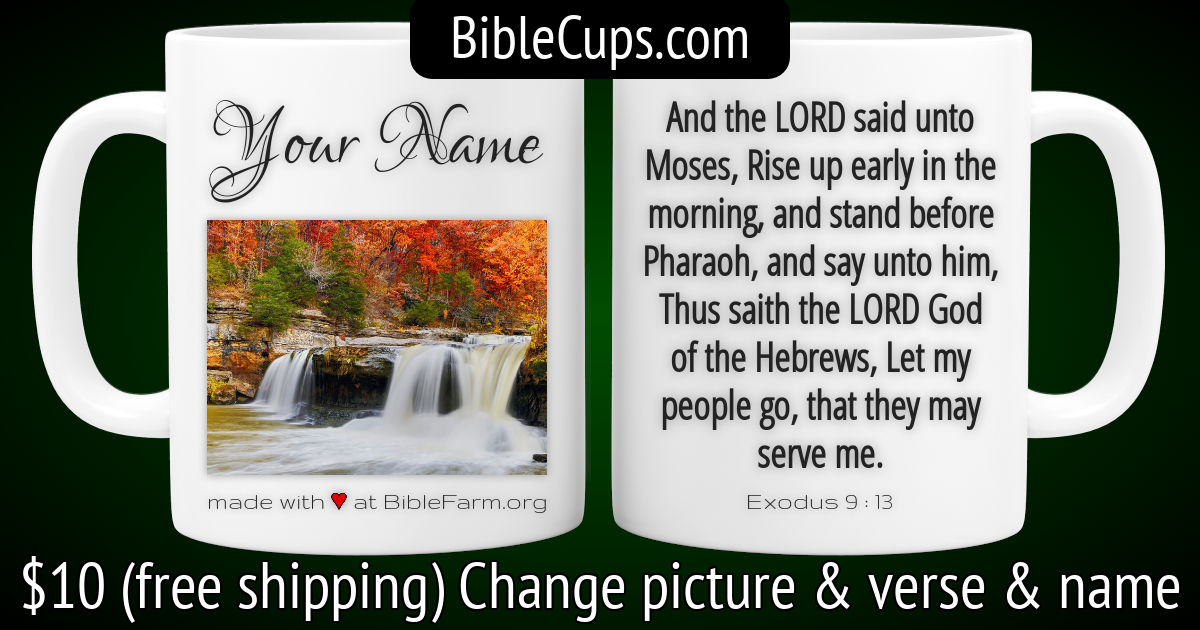 BibleCups.com
Your Name
made with ♥ at BibleFarm.org
And the LORD said unto
Moses, Rise up early in the
morning, and stand before
Pharaoh, and say unto him,
Thus saith the LORD God
of the Hebrews, Let my
people go, that they may
serve me.
Exodus 9 : 13
$10 (free shipping) Change picture & verse & name